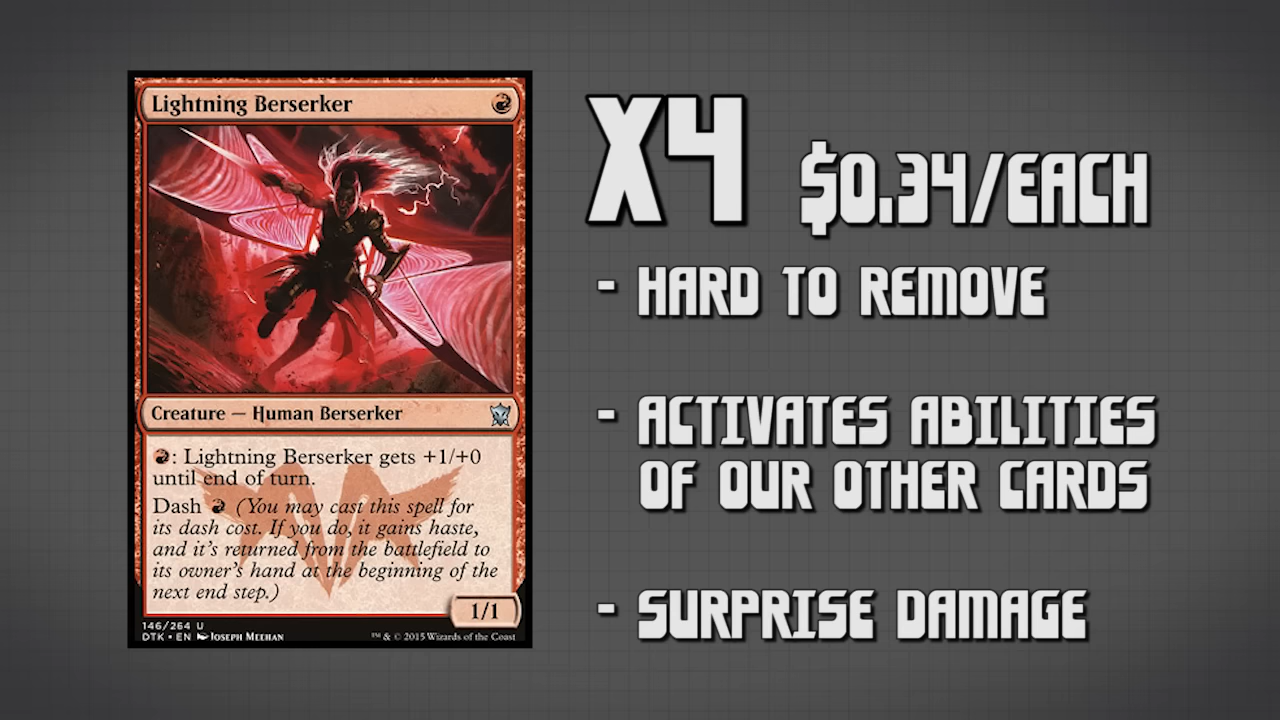 Lightning Berserker
X4 $0.34/EACH
- HARD TO REMOVE
- ACTIVATES ABILITIES
OF OUR OTHER CARDS
- SURPRISE DAMAGE
Creature — Human Berserker
: Lightning Berserker gets +1/+0
until end of turn.
Dash (You may cast this spell for
its dash cost. If you do, it gains haste,
and it's returned from the battlefield to
its owner's hand at the beginning of the
next end step.)
1/1
146/264 U
DTK • EN Joseph Meehan
™ & © 2015 Wizards of the Coast